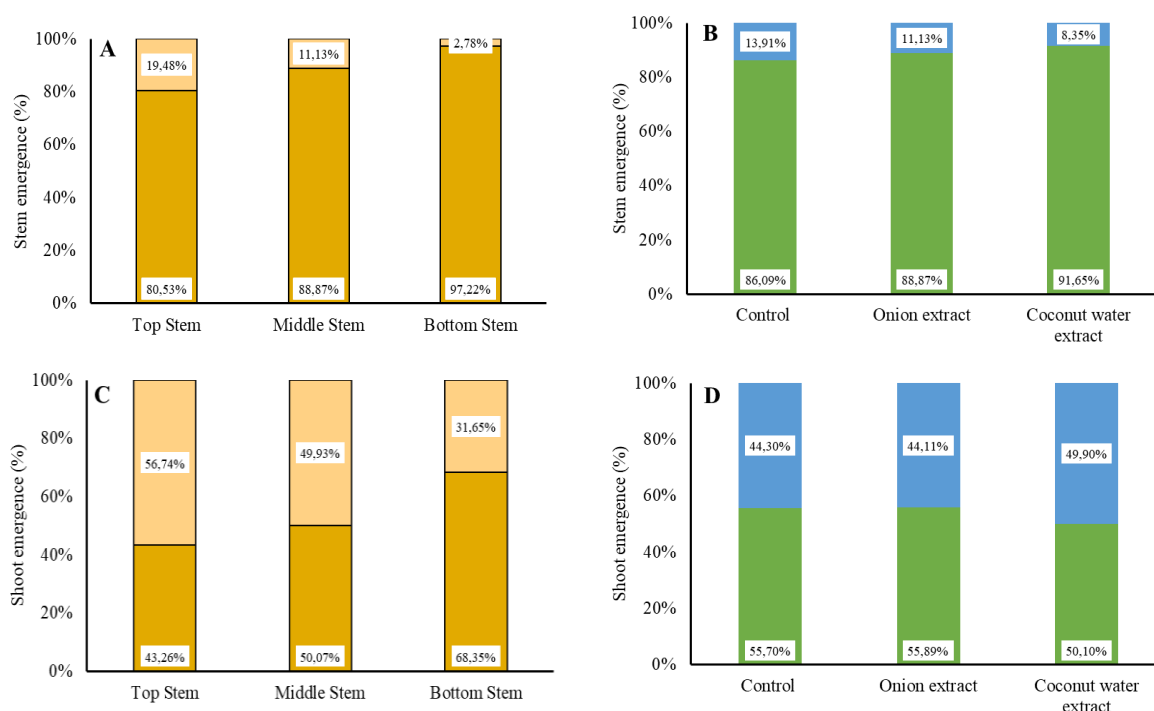 A
Stem emergence (%)
100%
80%
60%
40%
20%
0%
19,48%
11,13%
2,78%
80,53%
88,87%
97,22%
Top Stem
Middle Stem
Bottom Stem
B
Stem emergence (%)
100%
80%
60%
40%
20%
0%
13,91%
11,13%
8,35%
86,09%
88,87%
91,65%
Control
Onion extract
Coconut water
extract
C
Shoot emergence (%)
100%
80%
60%
40%
20%
0%
56,74%
49,93%
31,65%
43,26%
50,07%
68,35%
Top Stem
Middle Stem
Bottom Stem
D
Shoot emergence (%)
100%
80%
60%
40%
20%
0%
44,30%
44,11%
49,90%
55,70%
55,89%
50,10%
Control
Onion extract
Coconut water
extract